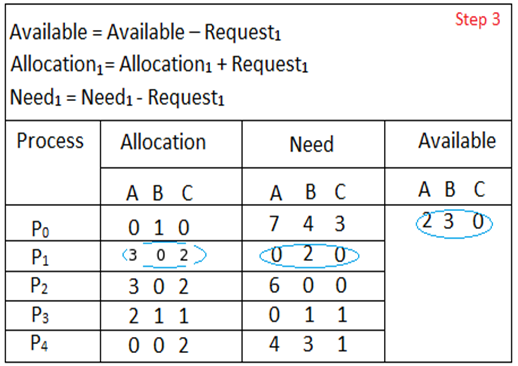 Step 3
Available = Available – Request₁
Allocation₁= Allocation₁ + Request₁
Need₁ = Need₁ - Request₁
Process Allocation Need Available
A B C A B C A B C
P₀ 0 1 0 7 4 3 2 3 0
P₁ 3 0 2 0 2 0
P₂ 3 0 2 6 0 0
P₃ 2 1 1 0 1 1
P₄ 0 0 2 4 3 1